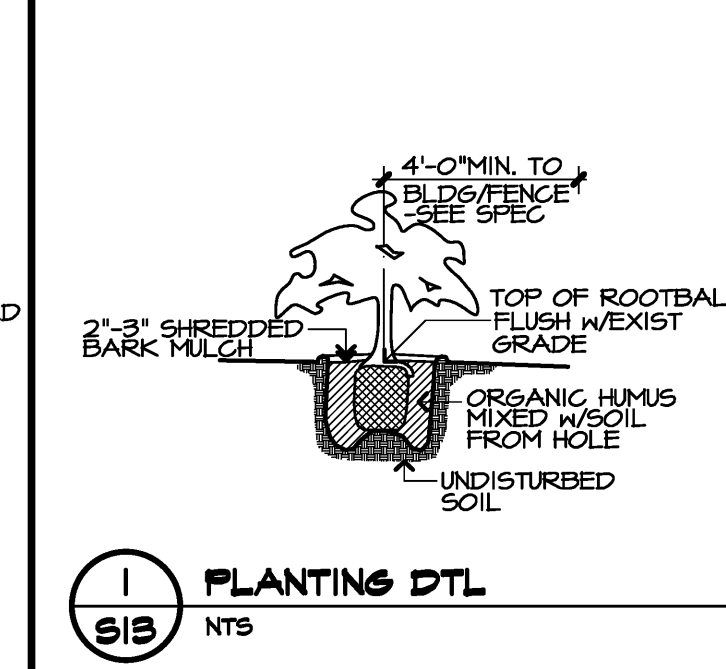 4'-0"MIN. TO
BLDG/FENCE
-SEE SPEC
D
2"-3" SHREDDED
BARK MULCH
TOP OF ROOTBAL
FLUSH W/EXIST
GRADE
ORGANIC HUMUS
MIXED W/SOIL
FROM HOLE
UNDISTURBED
SOIL
1
S13
PLANTING DTL
NTS